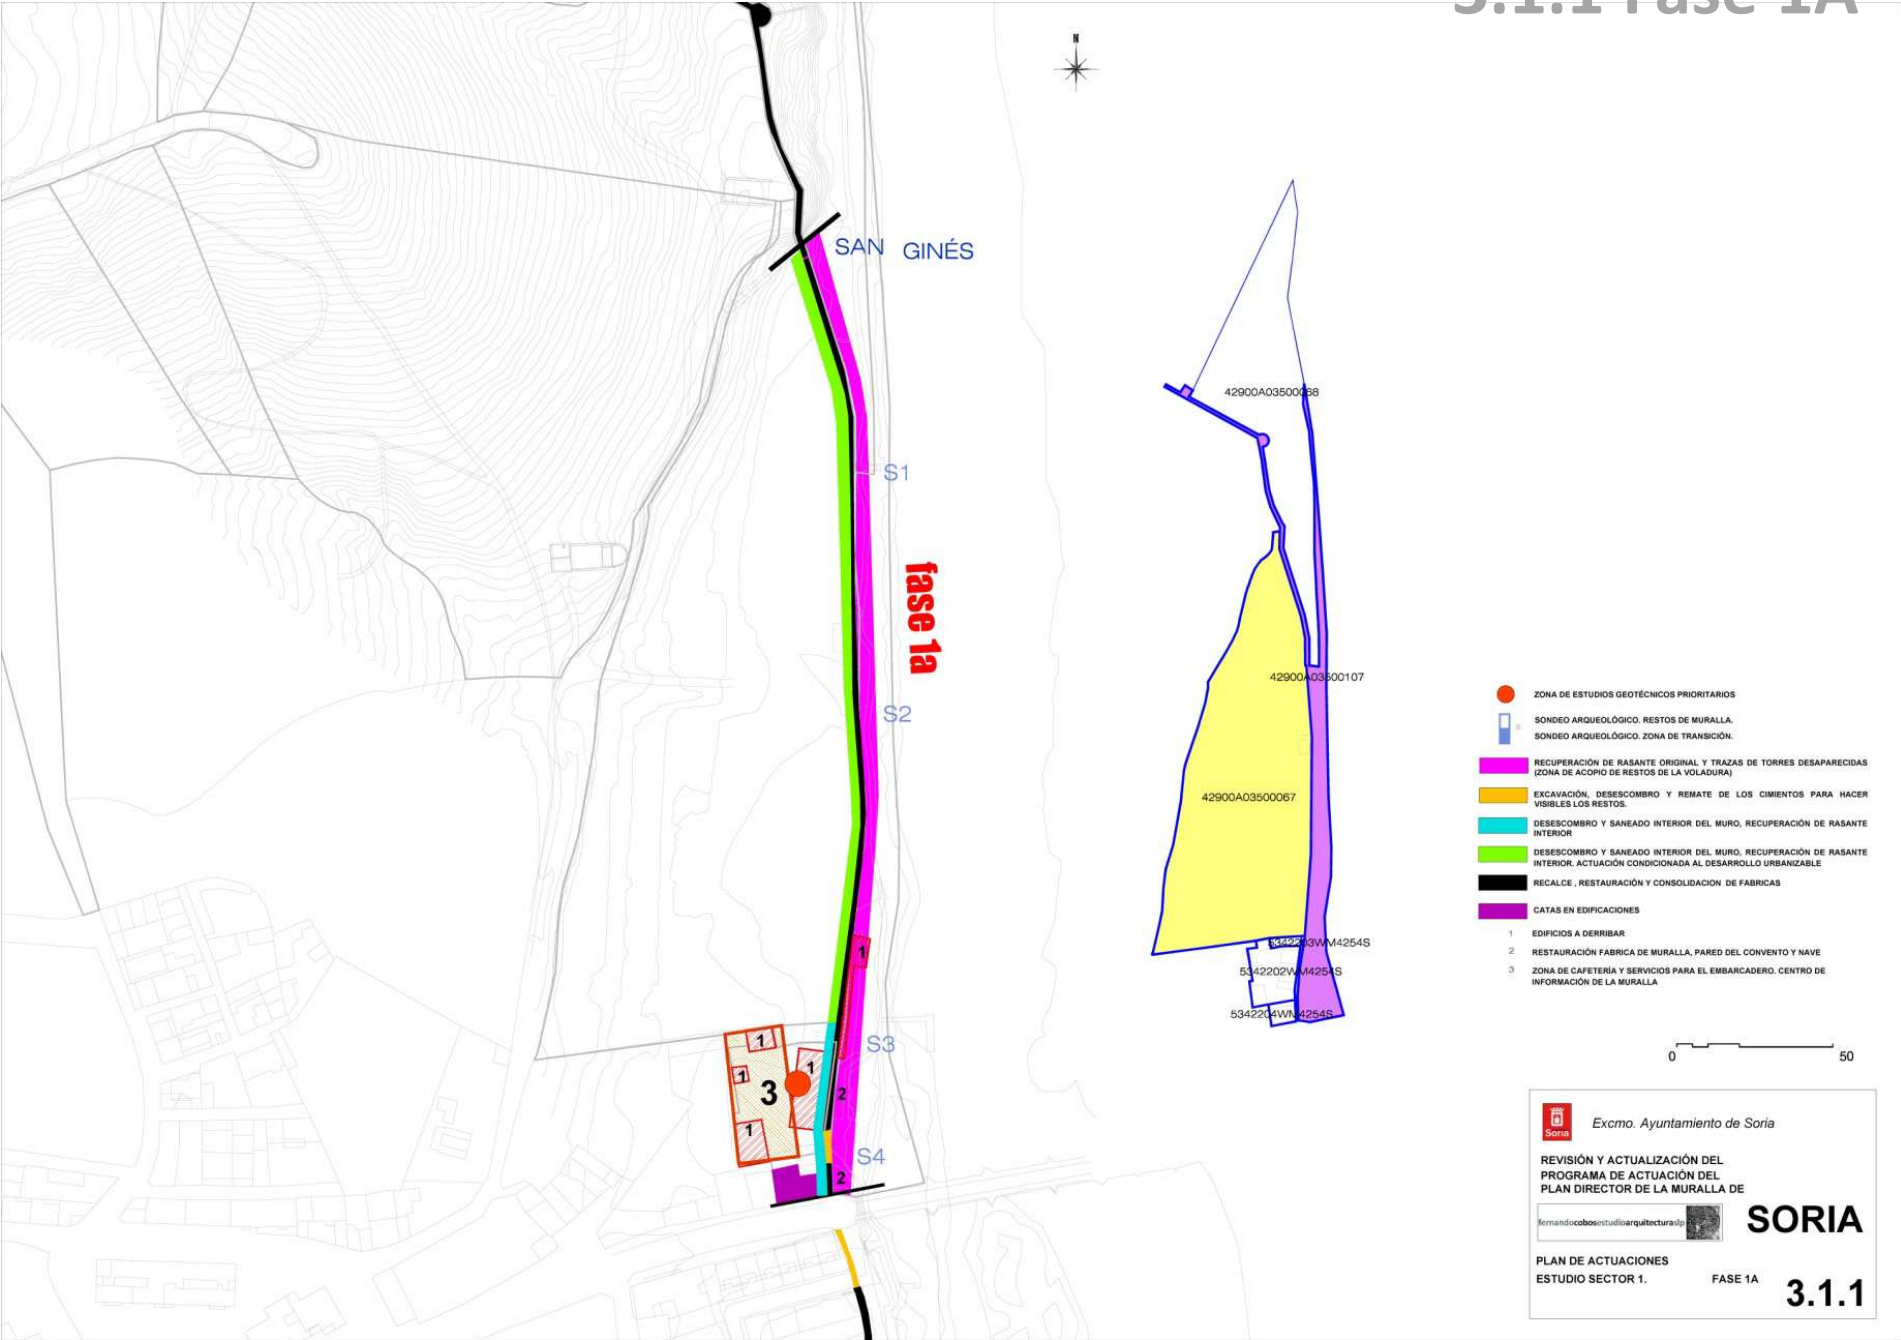 3.1.1 Fase 1A
N
SAN GINÉS
S1
fase 1a
S2
1
S3
1
1
1
3
2
1
S4
2
42900A03500068
42900A03500107
42900A03500067
5342203WM4254S
5342202WM4254S
5342204WM4254S
ZONA DE ESTUDIOS GEOTÉCNICOS PRIORITARIOS
SONDEO ARQUEOLÓGICO. RESTOS DE MURALLA.
SONDEO ARQUEOLÓGICO. ZONA DE TRANSICIÓN.
RECUPERACIÓN DE RASANTE ORIGINAL Y TRAZAS DE TORRES DESAPARECIDAS
(ZONA DE ACOPIO DE RESTOS DE LA VOLADURA)
EXCAVACIÓN, DESESCOMBRO Y REMATE DE LOS CIMIENTOS PARA HACER
VISIBLES LOS RESTOS.
DESESCOMBRO Y SANEADO INTERIOR DEL MURO, RECUPERACIÓN DE RASANTE
INTERIOR
DESESCOMBRO Y SANEADO INTERIOR DEL MURO, RECUPERACIÓN DE RASANTE
INTERIOR. ACTUACIÓN CONDICIONADA AL DESARROLLO URBANIZABLE
RECALCE , RESTAURACIÓN Y CONSOLIDACION DE FABRICAS
CATAS EN EDIFICACIONES
1 EDIFICIOS A DERRIBAR
2 RESTAURACIÓN FABRICA DE MURALLA, PARED DEL CONVENTO Y NAVE
3 ZONA DE CAFETERÍA Y SERVICIOS PARA EL EMBARCADERO. CENTRO DE
INFORMACIÓN DE LA MURALLA
0 50
Soria
Excmo. Ayuntamiento de Soria
REVISIÓN Y ACTUALIZACIÓN DEL
PROGRAMA DE ACTUACIÓN DEL
PLAN DIRECTOR DE LA MURALLA DE
fernandocobosestudioarquitecturaslp
SORIA
PLAN DE ACTUACIONES
ESTUDIO SECTOR 1. FASE 1A
3.1.1